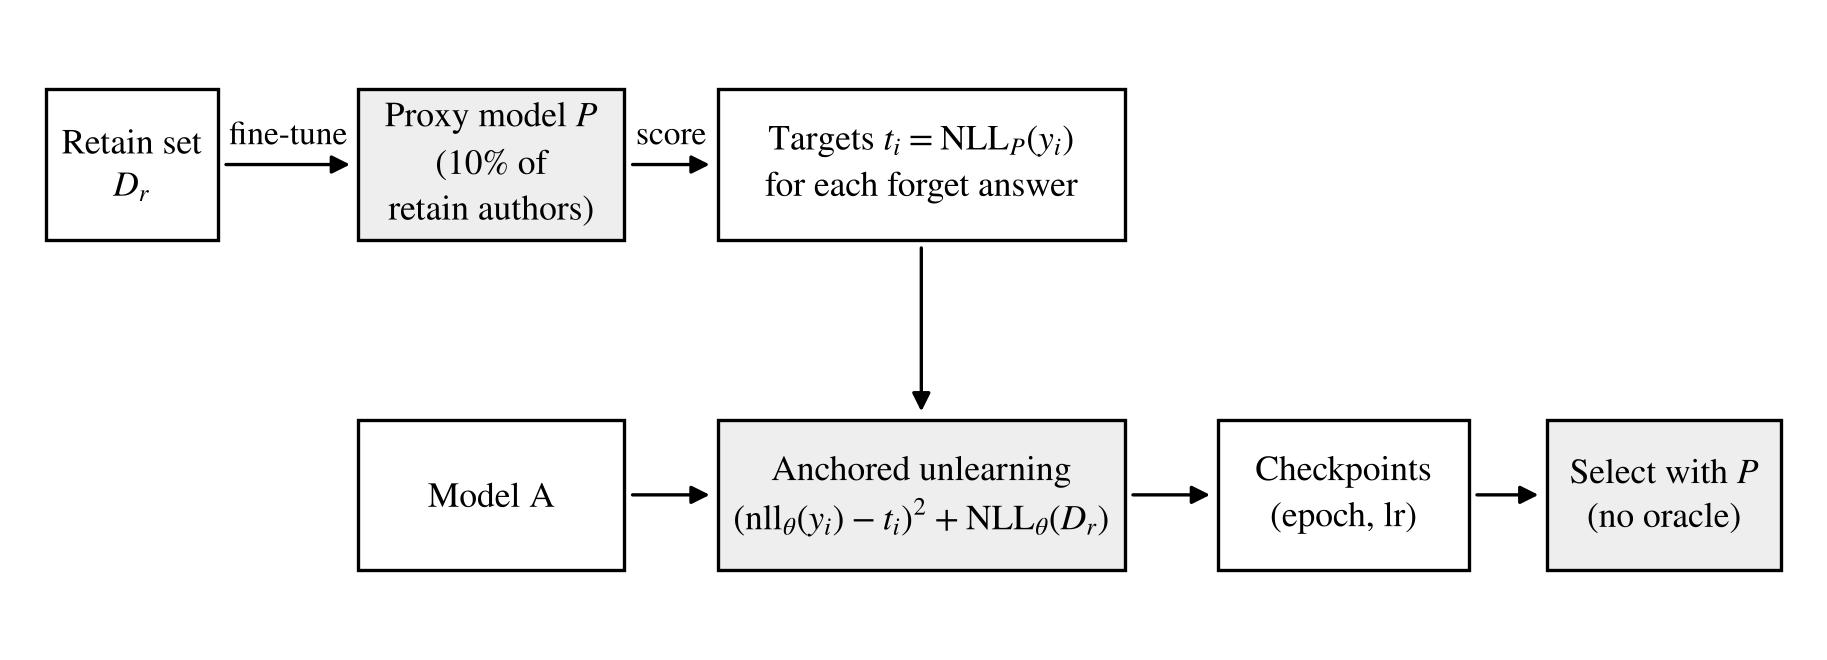 Retain set
D_r
fine-tune
Proxy model P
(10% of
retain authors)
score
Targets t_i = NLL_P(y_i)
for each forget answer
Model A
Anchored unlearning
(nll_θ(y_i) − t_i)² + NLL_θ(D_r)
Checkpoints
(epoch, lr)
Select with P
(no oracle)